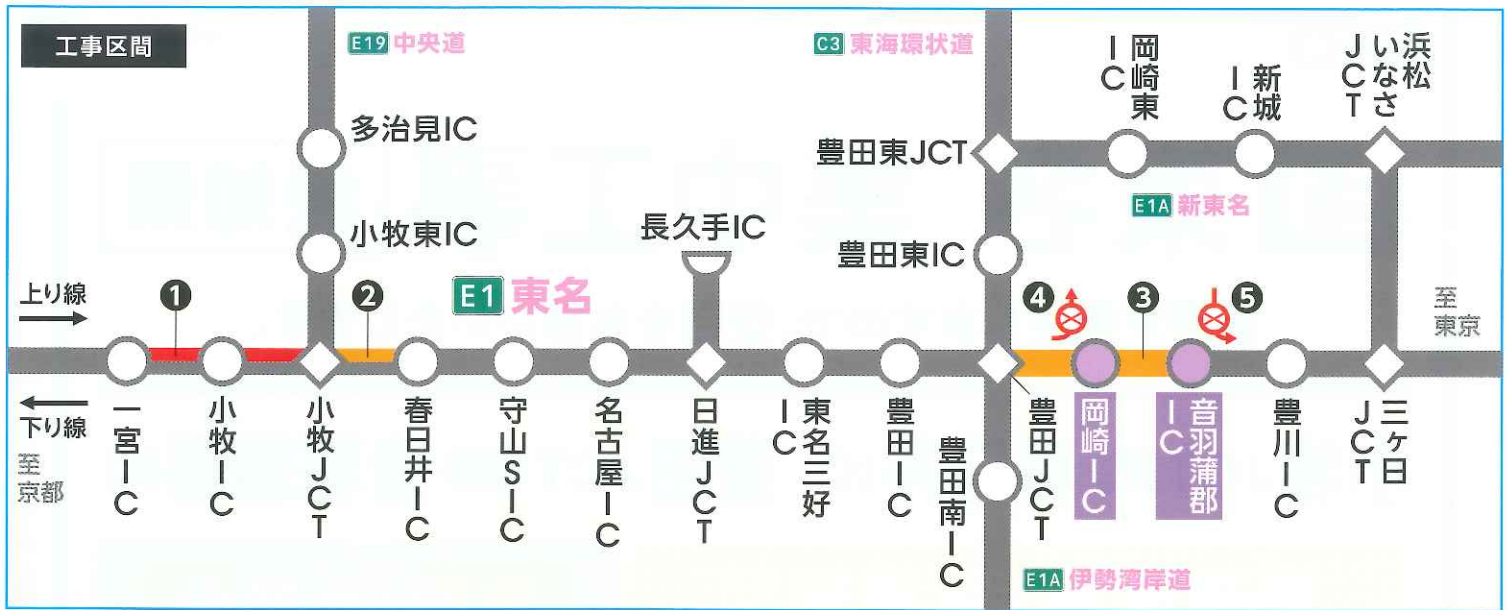 工事区間
E19 中央道
C3 東海環状道
岡崎東IC
新城IC
浜松いなさJCT
多治見IC
豊田東JCT
E1A 新東名
小牧東IC
長久手IC
豊田東IC
E1 東名
上り線
❶
❷
❹
❸
❺
至東京
下り線
至京都
一宮IC
小牧IC
小牧JCT
春日井IC
守山SIC
名古屋IC
日進JCT
東名三好IC
豊田IC
豊田南IC
豊田JCT
岡崎IC
音羽蒲郡IC
豊川IC
三ヶ日JCT
E1A 伊勢湾岸道